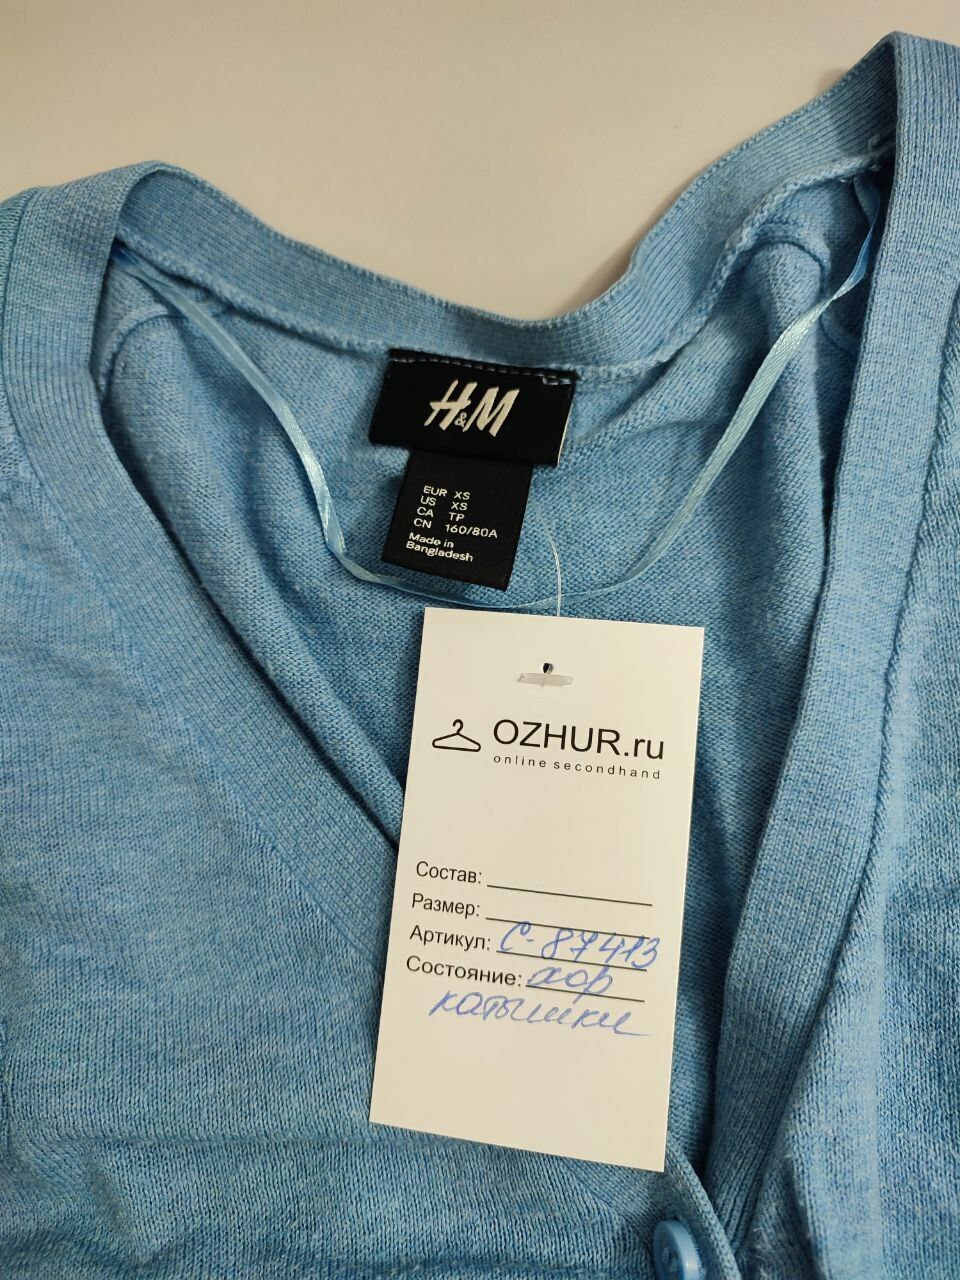 H&M
EUR XS
US XS
CA TP
CN 160/80A
Made in
Bangladesh
OZHUR.ru
online secondhand
Состав:
Размер:
Артикул: С-87413
Состояние: хор
катышки